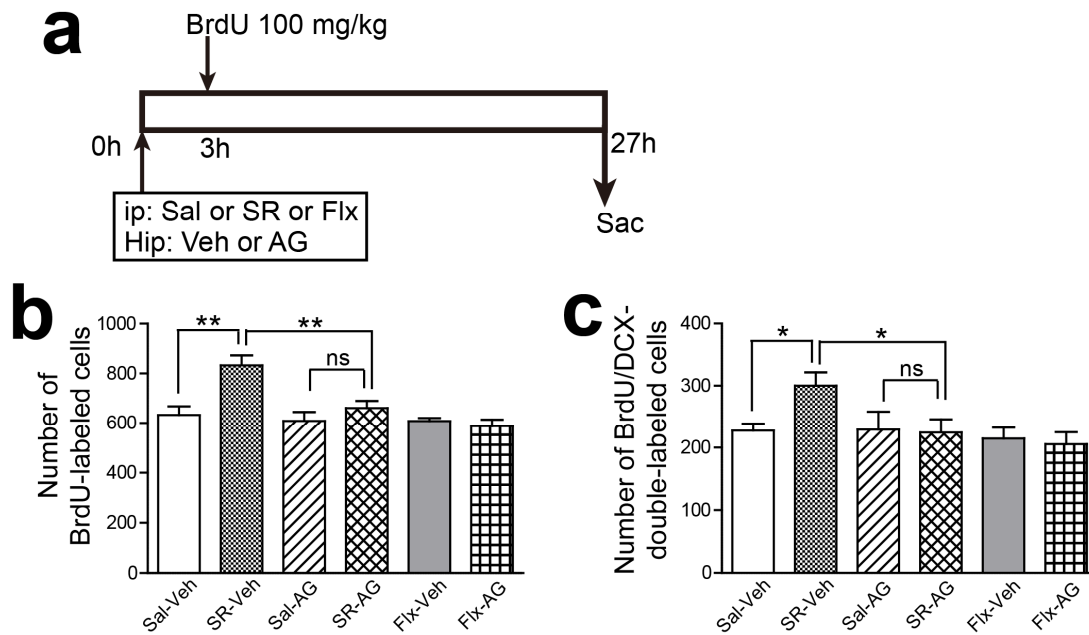 a
BrdU 100 mg/kg
0h
3h
27h
ip: Sal or SR or Flx
Hip: Veh or AG
Sac
b
Number of
BrdU-labeled cells
1000
800
600
400
200
0
**
**
ns
Sal-Veh
SR-Veh
Sal-AG
SR-AG
Flx-Veh
Flx-AG
c
Number of BrdU/DCX-
double-labeled cells
400
300
200
100
0
*
*
ns
Sal-Veh
SR-Veh
Sal-AG
SR-AG
Flx-Veh
Flx-AG